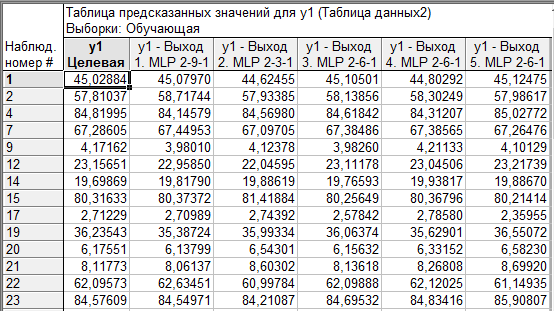 Таблица предсказанных значений для y1 (Таблица данных2)
Выборки: Обучающая
Наблюд. номер # y1 Целевая y1 - Выход 1. MLP 2-9-1 y1 - Выход 2. MLP 2-3-1 y1 - Выход 3. MLP 2-6-1 y1 - Выход 4. MLP 2-6-1 y1 - Выход 5. MLP 2-6-1
1 45,02884 45,07970 44,62455 45,10501 44,80292 45,12475
2 57,81037 58,71744 57,93385 58,13856 58,30249 57,98617
4 84,81995 84,14579 84,56980 84,61842 84,31207 85,02772
7 67,28605 67,44953 67,09705 67,38486 67,38565 67,26476
9 4,17162 3,98010 4,12378 3,98260 4,21133 4,10129
12 23,15651 22,95850 22,04595 23,11178 23,04506 23,21739
14 19,69869 19,81790 19,88619 19,76593 19,93817 19,88670
15 80,31633 80,37372 81,41884 80,25649 80,36796 80,21414
17 2,71229 2,70989 2,74392 2,57842 2,78580 2,35955
19 36,23543 35,38724 35,99334 36,06374 35,62901 36,55072
20 6,17551 6,13799 6,54301 6,15632 6,33152 6,58230
21 8,11773 8,06137 8,60302 8,13618 8,26808 8,69920
22 62,09573 62,63451 60,99784 62,09888 62,12025 61,14935
23 84,57609 84,54971 84,21087 84,69532 84,83416 85,90807